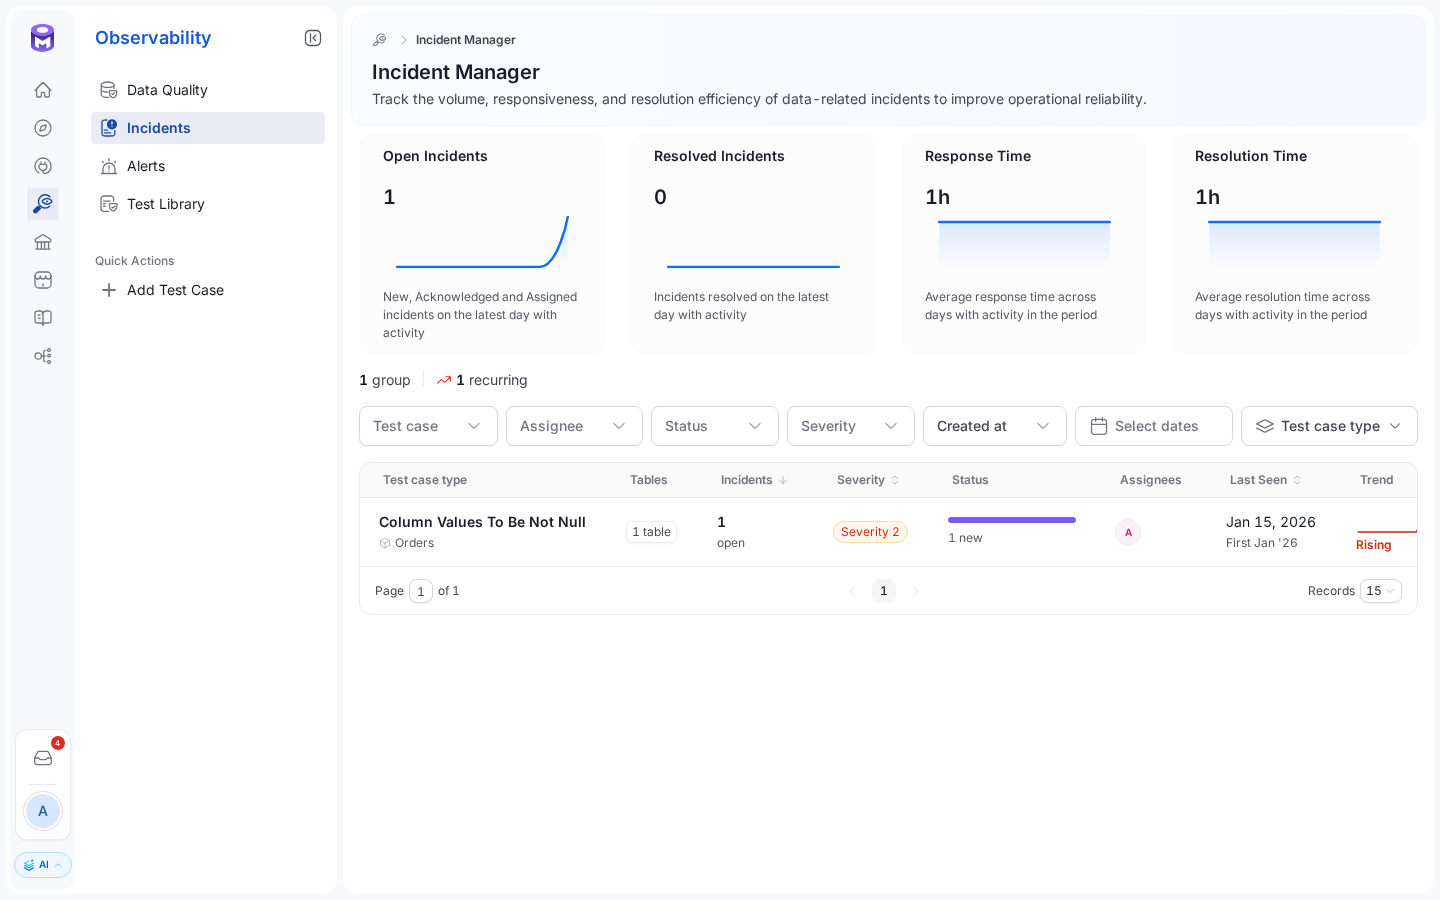 Observability
Data Quality
Incidents
Alerts
Test Library
Quick Actions
Add Test Case
4
A
AI
Incident Manager
Incident Manager
Track the volume, responsiveness, and resolution efficiency of data-related incidents to improve operational reliability.
Open Incidents
1
New, Acknowledged and Assigned
incidents on the latest day with
activity
Resolved Incidents
0
Incidents resolved on the latest
day with activity
Response Time
1h
Average response time across
days with activity in the period
Resolution Time
1h
Average resolution time across
days with activity in the period
1 group 1 recurring
Test case Assignee Status Severity Created at Select dates Test case type
Test case type Tables Incidents Severity Status Assignees Last Seen Trend
Column Values To Be Not Null
Orders
1 table
1
open
Severity 2
1 new
A
Jan 15, 2026
First Jan '26
Rising
Page 1 of 1 1 Records 15